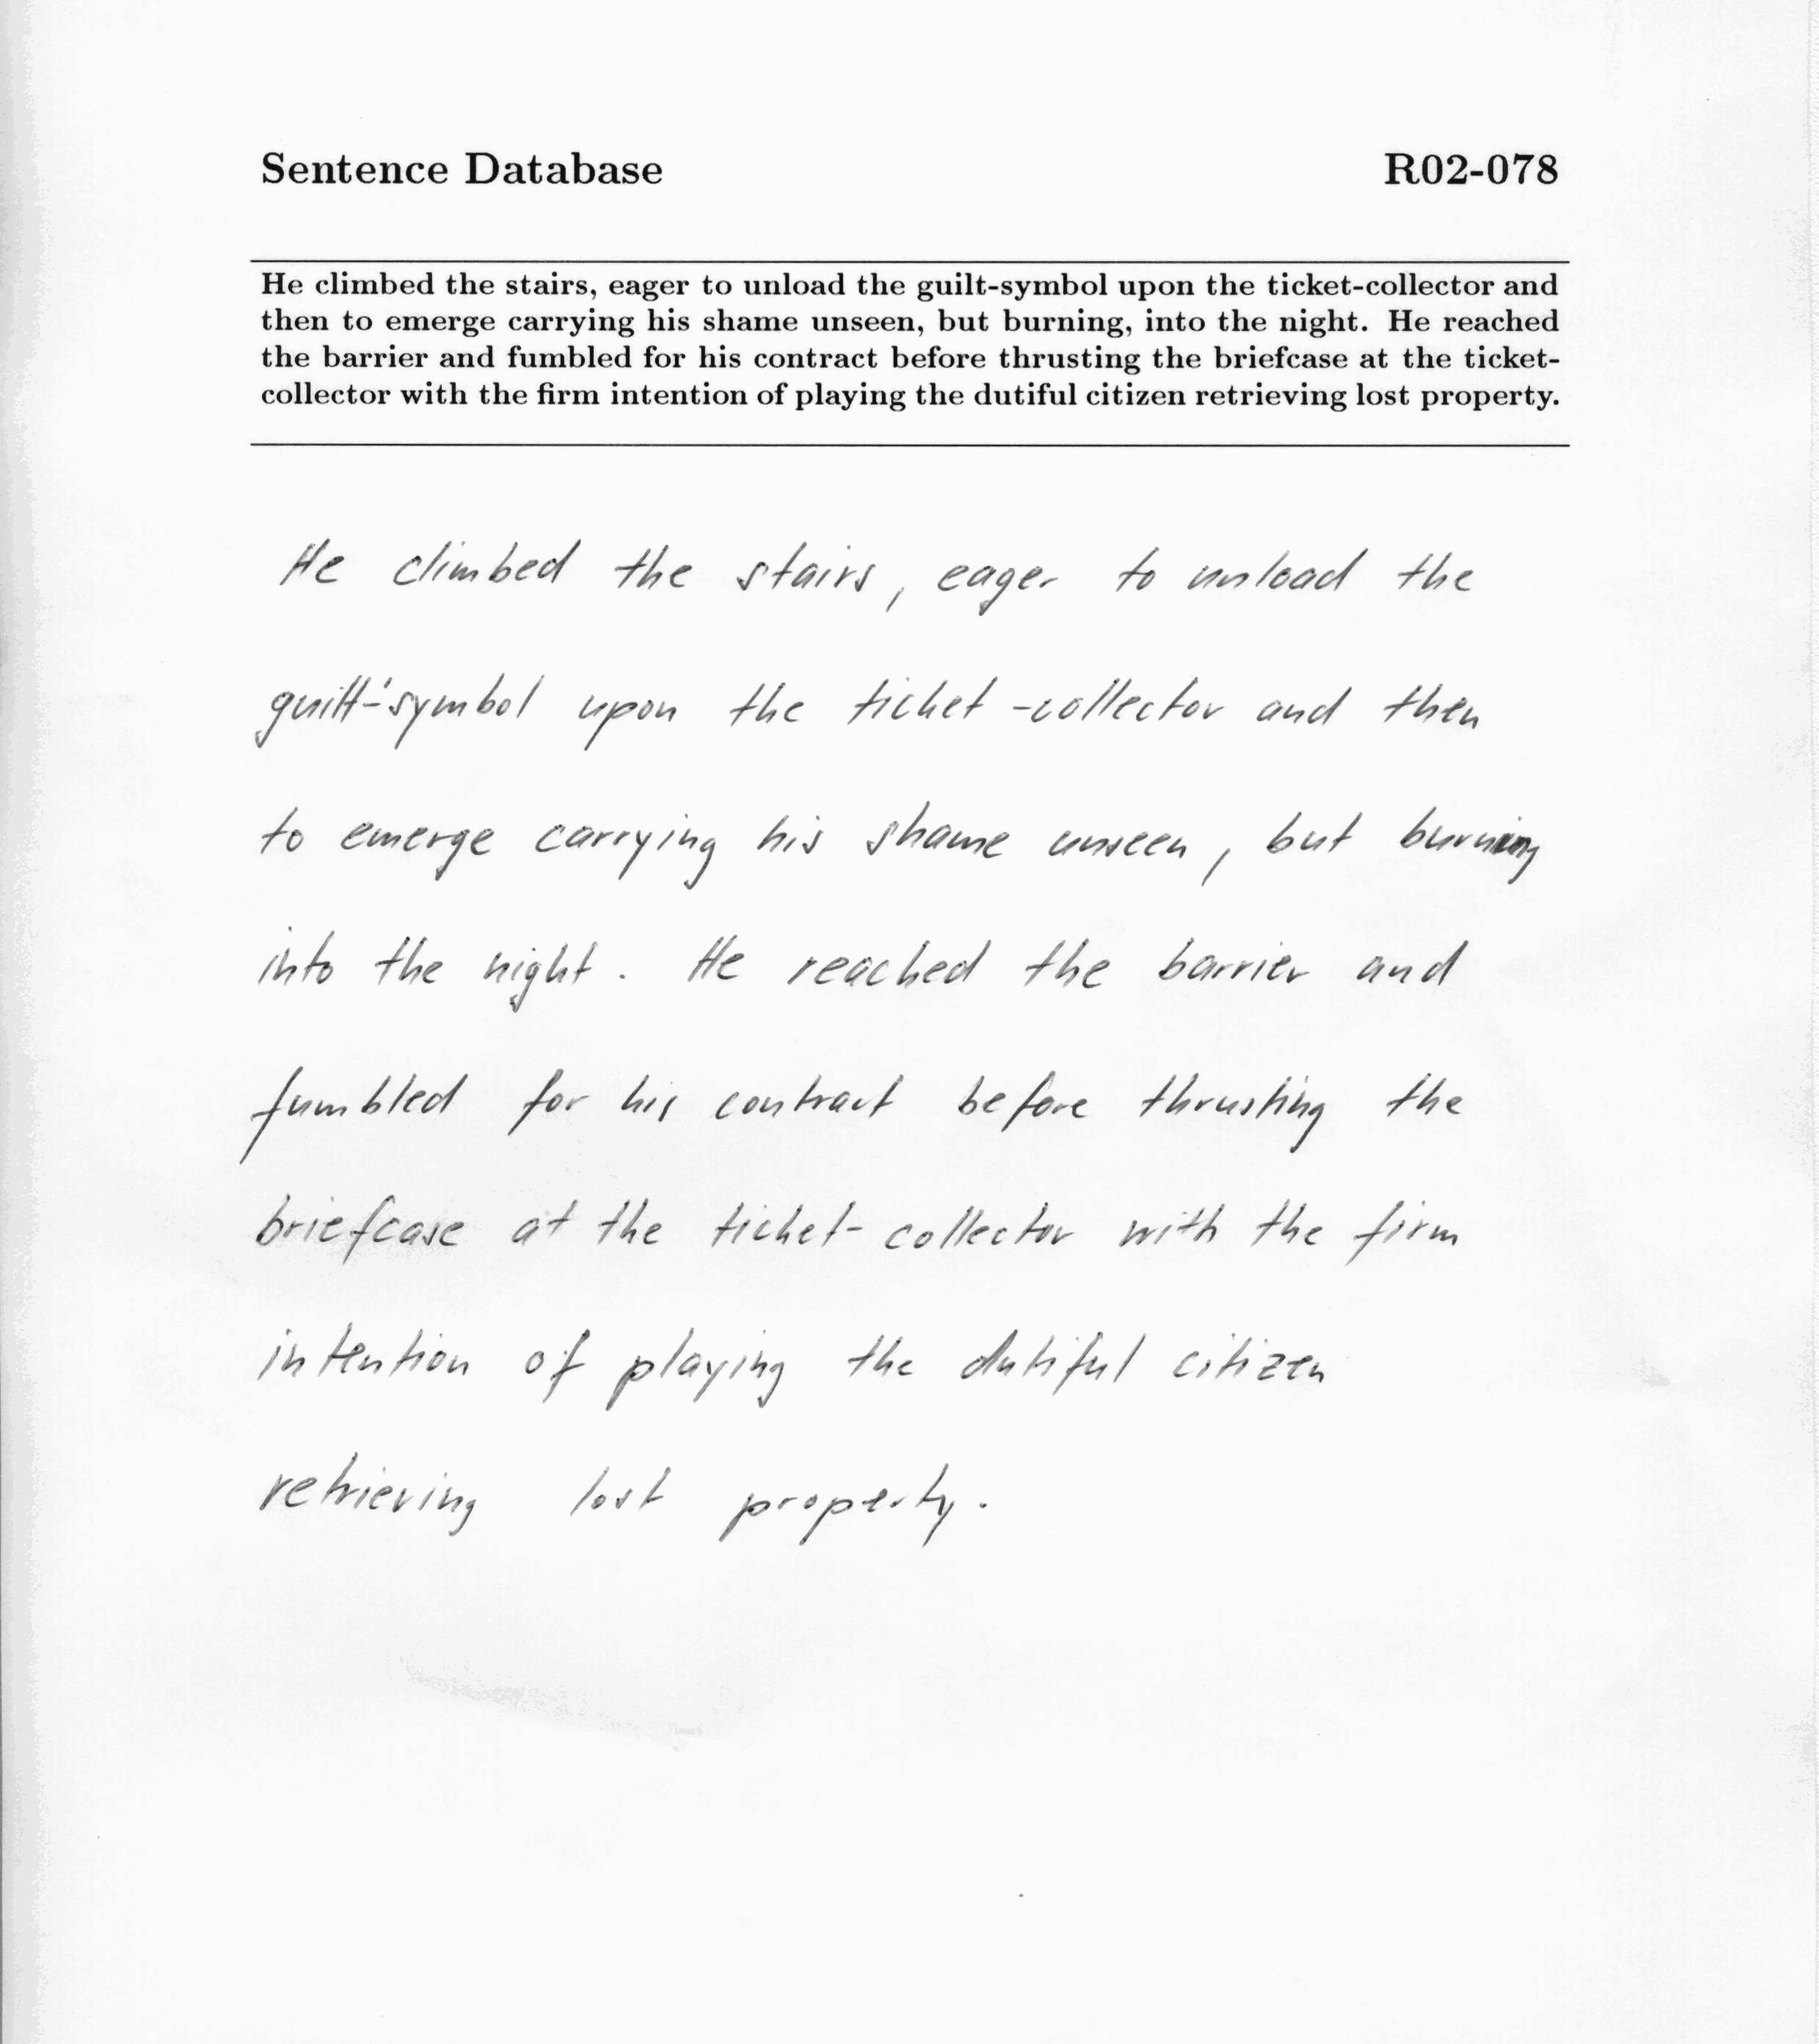 Sentence Database R02-078
He climbed the stairs, eager to unload the guilt-symbol upon the ticket-collector and
then to emerge carrying his shame unseen, but burning, into the night. He reached
the barrier and fumbled for his contract before thrusting the briefcase at the ticket-
collector with the firm intention of playing the dutiful citizen retrieving lost property.
He climbed the stairs, eager to unload the
guilt-'symbol upon the ticket -collector and then
to emerge carrying his shame unseen, but burning
into the night. He reached the barrier and
fumbled for his contract before thrusting the
briefcase at the ticket- collector with the firm
intention of playing the dutiful citizen
retrieving lost property.